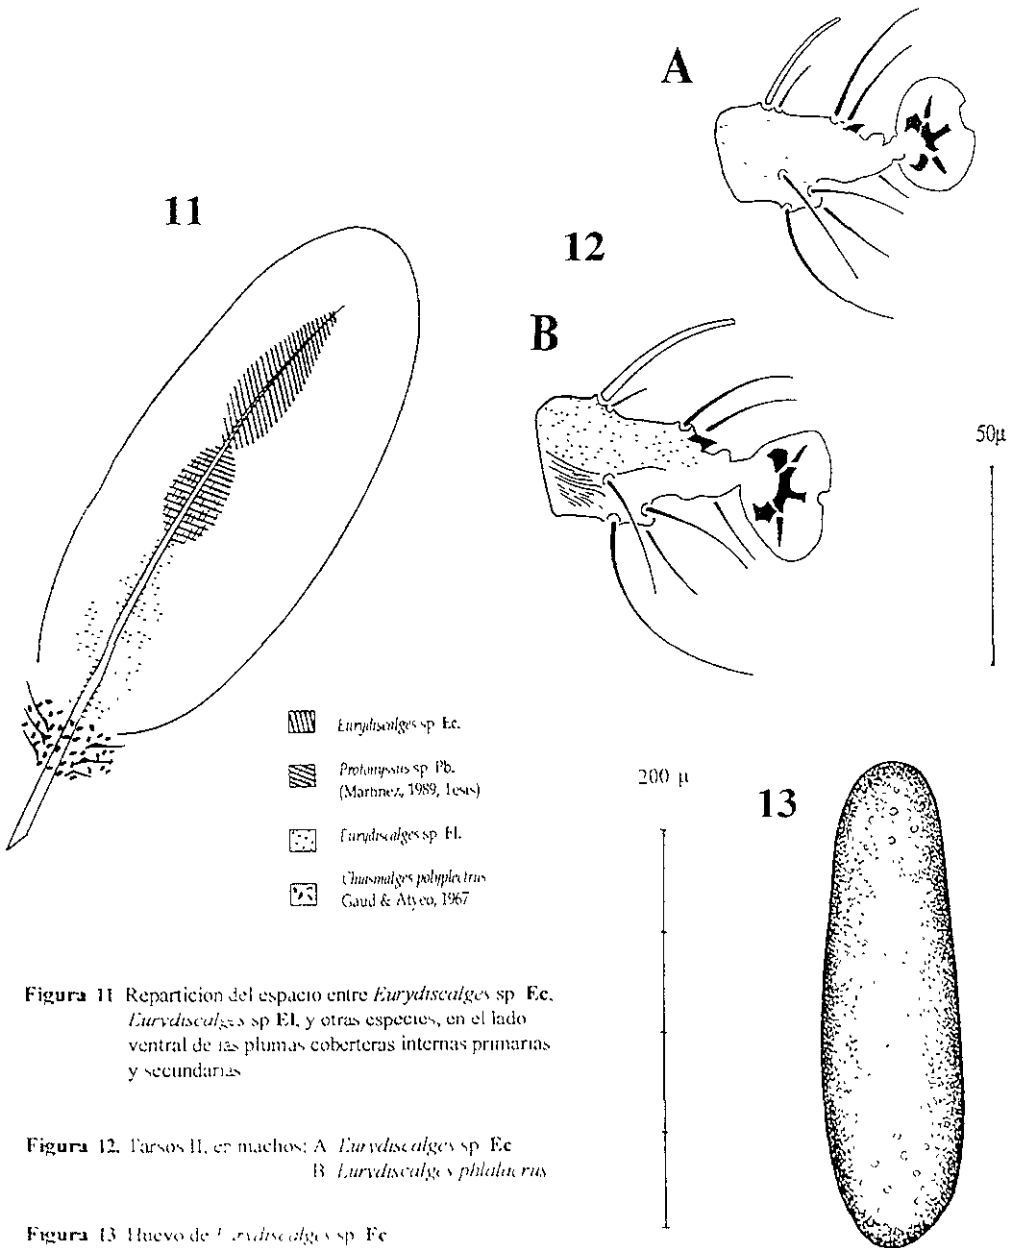 A
11
12
B
50µ
Eurydiscalges sp Ec.
Protonyssus sp Pb.
(Martinez, 1989, Tesis)
Eurydiscalges sp El.
Chiasmalges polyplectrus
Gaud & Atyeo, 1967
200 µ
13
Figura 11 Reparticion del espacio entre Eurydiscalges sp Ec,
Eurydiscalges sp El, y otras especies, en el lado
ventral de las plumas coberteras internas primarias
y secundarias
Figura 12. Tarsos II, en machos: A Eurydiscalges sp Ec
B Eurydiscalges
Figura 13 Huevo de Eurydiscalges sp Ec